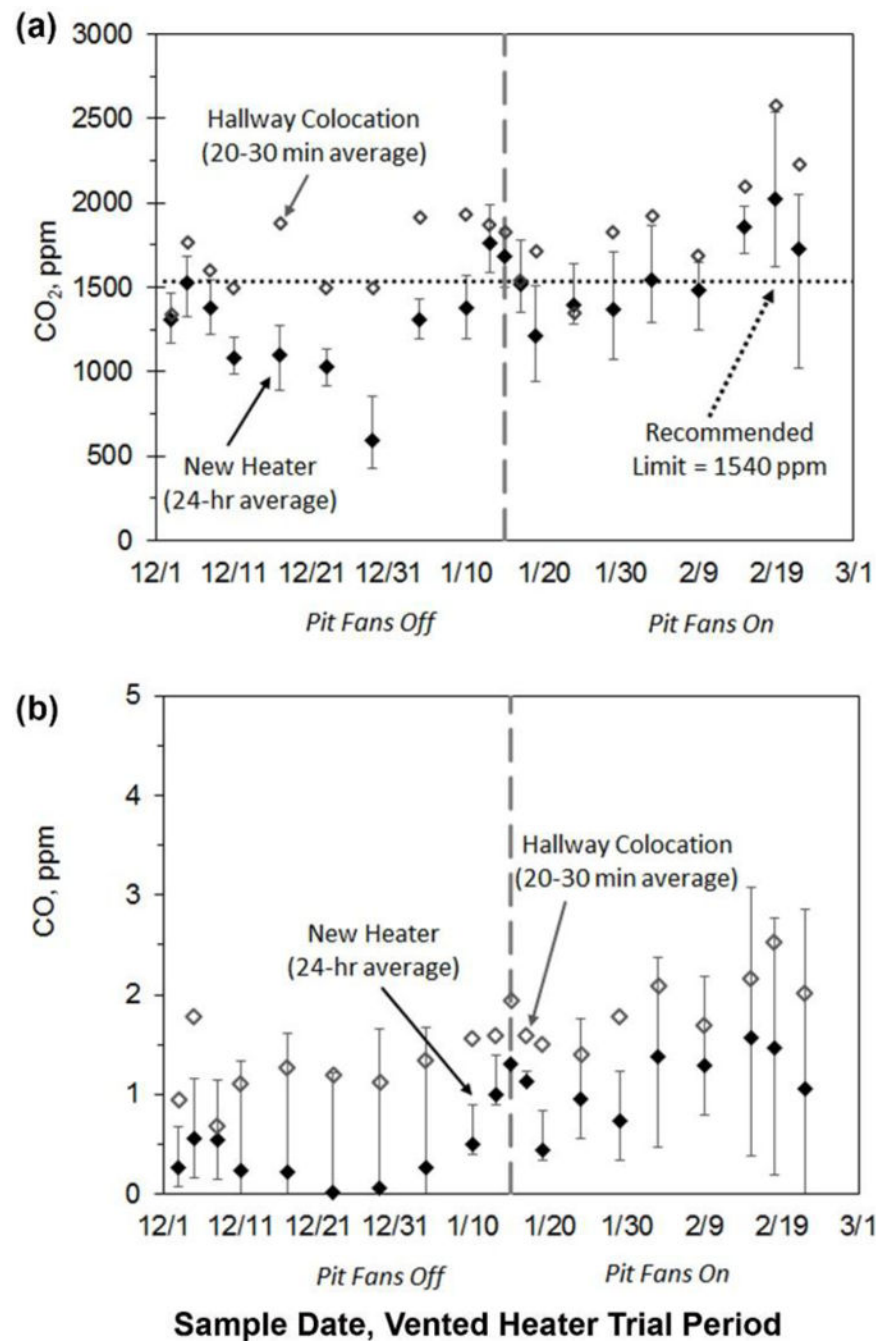 (a)
3000
2500
2000
1500
1000
500
0
CO₂, ppm
Hallway Colocation
(20-30 min average)
New Heater
(24-hr average)
Recommended
Limit = 1540 ppm
12/1 12/11 12/21 12/31 1/10 1/20 1/30 2/9 2/19 3/1
Pit Fans Off Pit Fans On
(b)
5
4
3
2
1
0
CO, ppm
Hallway Colocation
(20-30 min average)
New Heater
(24-hr average)
12/1 12/11 12/21 12/31 1/10 1/20 1/30 2/9 2/19 3/1
Pit Fans Off Pit Fans On
Sample Date, Vented Heater Trial Period